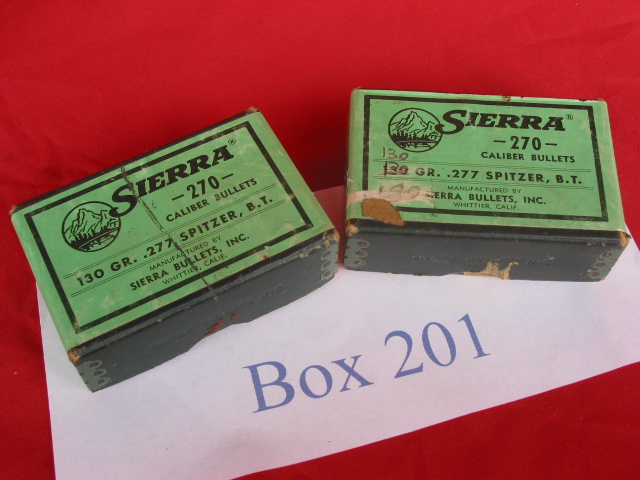 SIERRA®
-270-
CALIBER BULLETS
130 GR. .277 SPITZER, B.T.
MANUFACTURED BY
SIERRA BULLETS, INC.
WHITTIER, CALIF.
SIERRA®
-270-
CALIBER BULLETS
130
130 GR. .277 SPITZER, B.T.
MANUFACTURED BY
SIERRA BULLETS, INC.
WHITTIER, CALIF.
Box 201